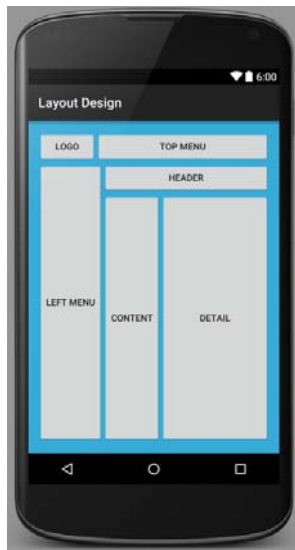 6:00
Layout Design
LOGO TOP MENU
HEADER
LEFT MENU CONTENT DETAIL